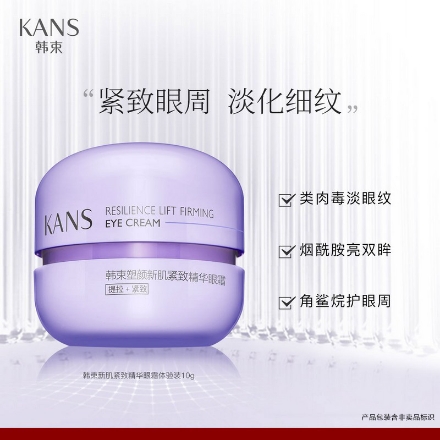 KANS
韩束
“紧致眼周 淡化细纹”
KANS
RESILIENCE LIFT FIRMING
EYE CREAM
韩束塑颜新肌紧致精华眼霜
提拉+紧致
类肉毒淡眼纹
烟酰胺亮双眸
角鲨烷护眼周
韩束新肌紧致精华眼霜体验装10g
产品包装含非卖品标识